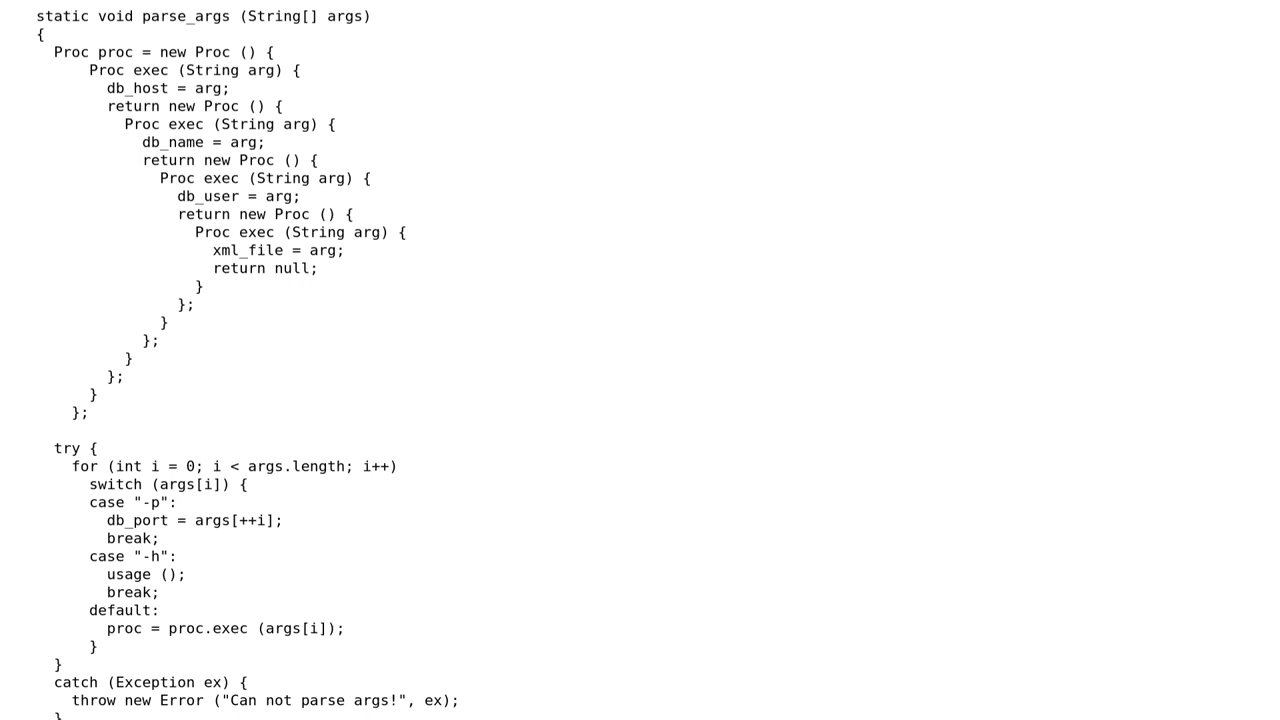 static void parse_args (String[] args)
{
Proc proc = new Proc () {
Proc exec (String arg) {
db_host = arg;
return new Proc () {
Proc exec (String arg) {
db_name = arg;
return new Proc () {
Proc exec (String arg) {
db_user = arg;
return new Proc () {
Proc exec (String arg) {
xml_file = arg;
return null;
}
};
}
};
}
};
}
};
try {
for (int i = 0; i < args.length; i++)
switch (args[i]) {
case "-p":
db_port = args[++i];
break;
case "-h":
usage ();
break;
default:
proc = proc.exec (args[i]);
}
}
catch (Exception ex) {
throw new Error ("Can not parse args!", ex);
}